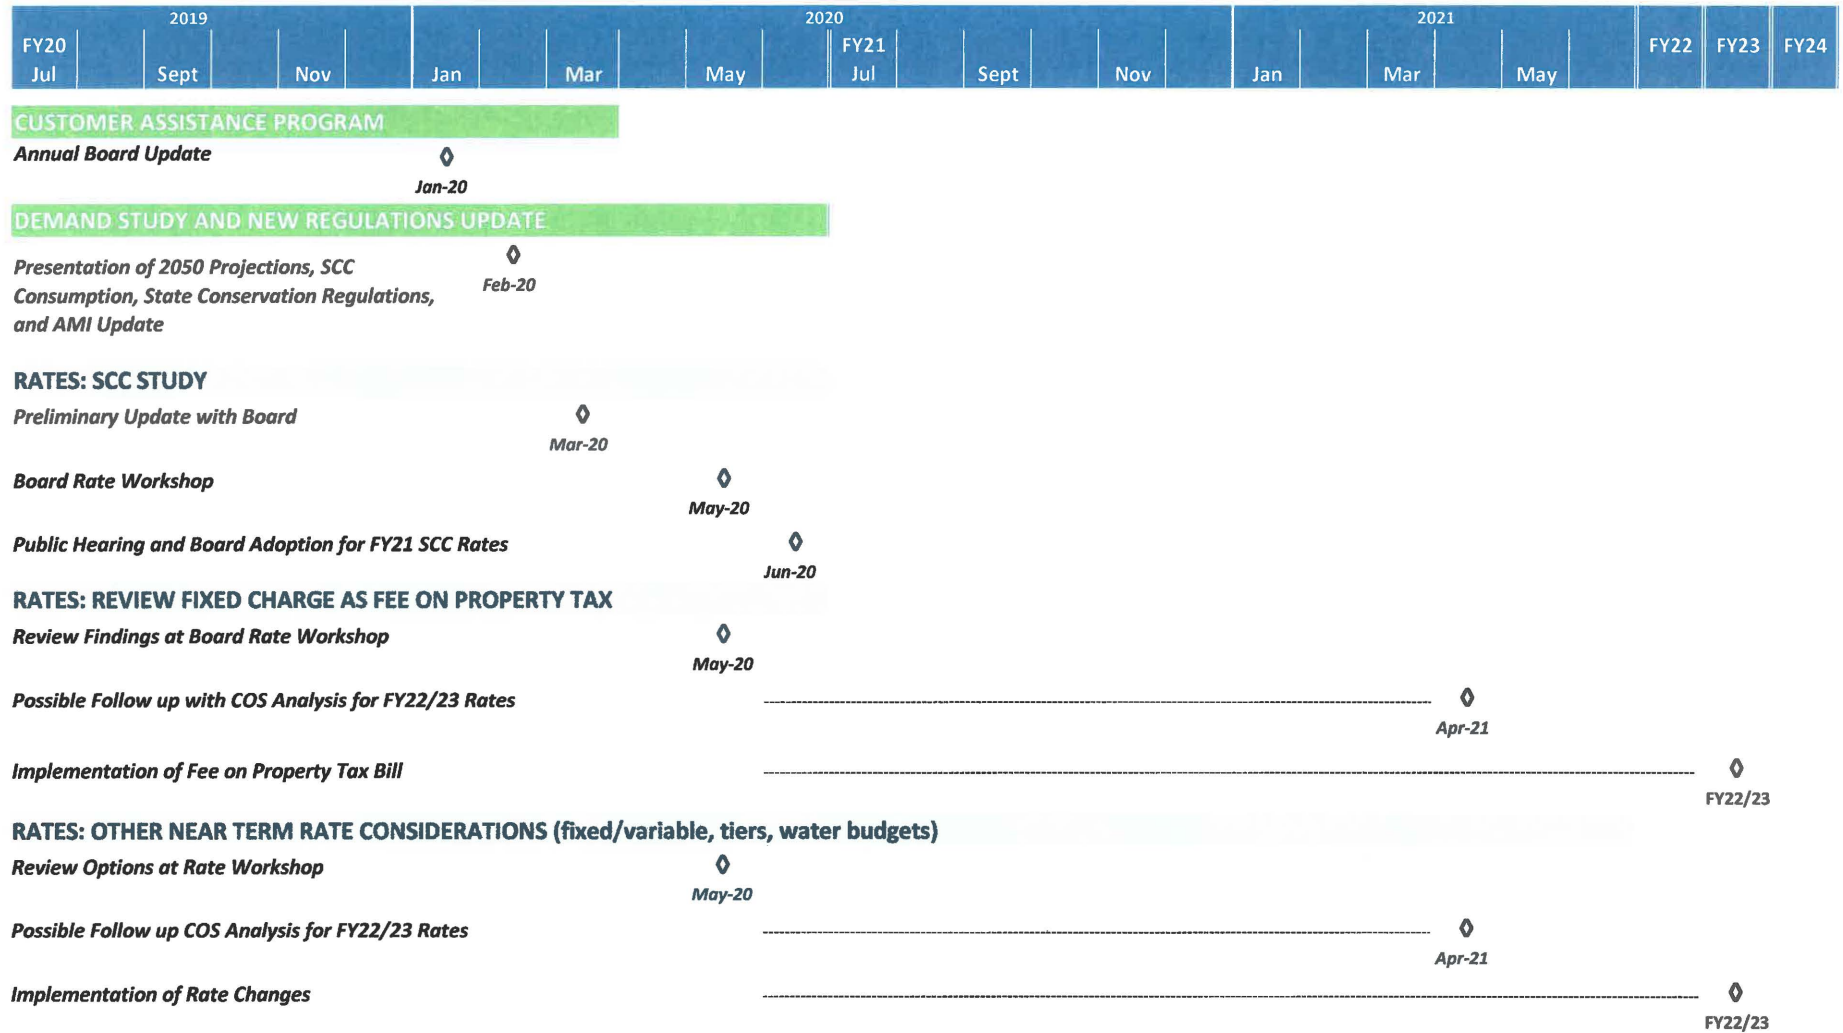 2019 2020 2021
FY20 FY21 FY22 FY23 FY24
Jul Sept Nov Jan Mar May Jul Sept Nov Jan Mar May
CUSTOMER ASSISTANCE PROGRAM
Annual Board Update
Jan-20
DEMAND STUDY AND NEW REGULATIONS UPDATE
Presentation of 2050 Projections, SCC
Consumption, State Conservation Regulations,
and AMI Update
Feb-20
RATES: SCC STUDY
Preliminary Update with Board
Mar-20
Board Rate Workshop
May-20
Public Hearing and Board Adoption for FY21 SCC Rates
Jun-20
RATES: REVIEW FIXED CHARGE AS FEE ON PROPERTY TAX
Review Findings at Board Rate Workshop
May-20
Possible Follow up with COS Analysis for FY22/23 Rates
Apr-21
Implementation of Fee on Property Tax Bill
FY22/23
RATES: OTHER NEAR TERM RATE CONSIDERATIONS (fixed/variable, tiers, water budgets)
Review Options at Rate Workshop
May-20
Possible Follow up COS Analysis for FY22/23 Rates
Apr-21
Implementation of Rate Changes
FY22/23